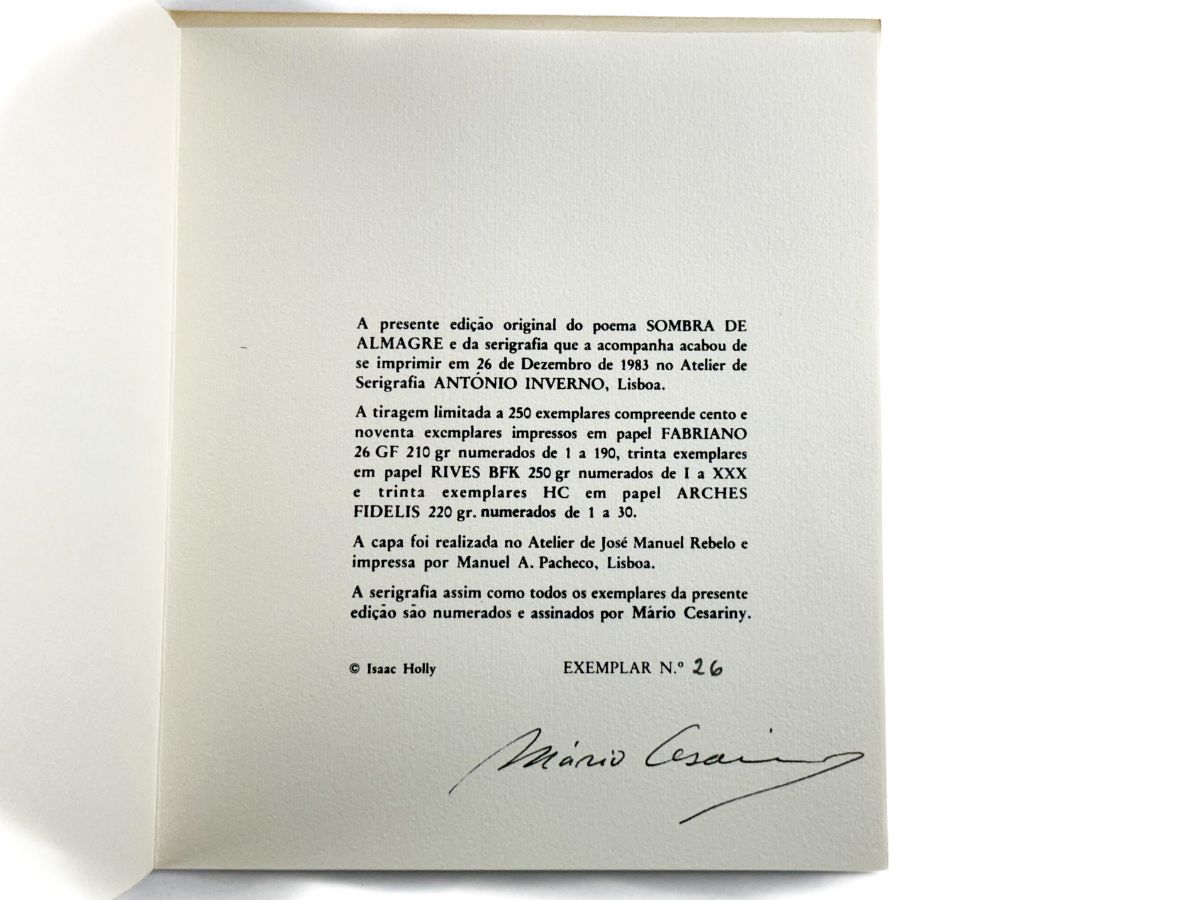 A presente edição original do poema SOMBRA DE
ALMAGRE e da serigrafia que a acompanha acabou de
se imprimir em 26 de Dezembro de 1983 no Atelier de
Serigrafia ANTÓNIO INVERNO, Lisboa.
A tiragem limitada a 250 exemplares compreende cento e
noventa exemplares impressos em papel FABRIANO
26 GF 210 gr numerados de 1 a 190, trinta exemplares
em papel RIVES BFK 250 gr numerados de I a XXX
e trinta exemplares HC em papel ARCHES
FIDELIS 220 gr. numerados de 1 a 30.
A capa foi realizada no Atelier de José Manuel Rebelo e
impressa por Manuel A. Pacheco, Lisboa.
A serigrafia assim como todos os exemplares da presente
edição são numerados e assinados por Mário Cesariny.
© Isaac Holly EXEMPLAR N.º 26
Mário Cesariny